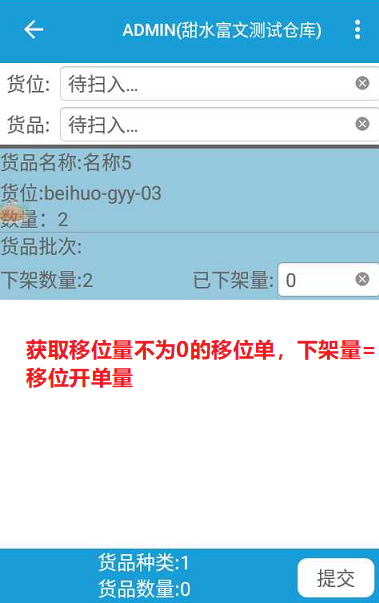 ADMIN(甜水富文测试仓库)
货位: 待扫入...
货品: 待扫入...
货品名称:名称5
货位:beihuo-gyy-03
数量：2
货品批次:
下架数量:2 已下架量: 0
获取移位量不为0的移位单，下架量=
移位开单量
货品种类:1
货品数量:0
提交